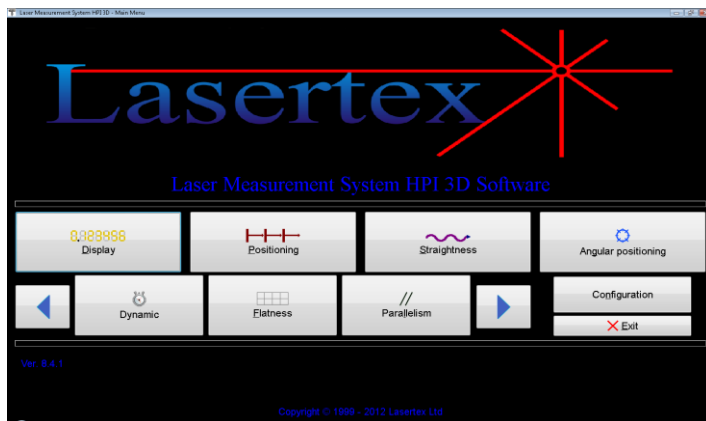 Laser Measurement System HPI 3D - Main Menu
Lasertex
Laser Measurement System HPI 3D Software
8.888888
Display
Positioning
Straightness
Angular positioning
Dynamic
Flatness
Parallelism
Configuration
Exit
Ver. 6.4.1
Copyright © 1999 - 2012 Lasertex Ltd.